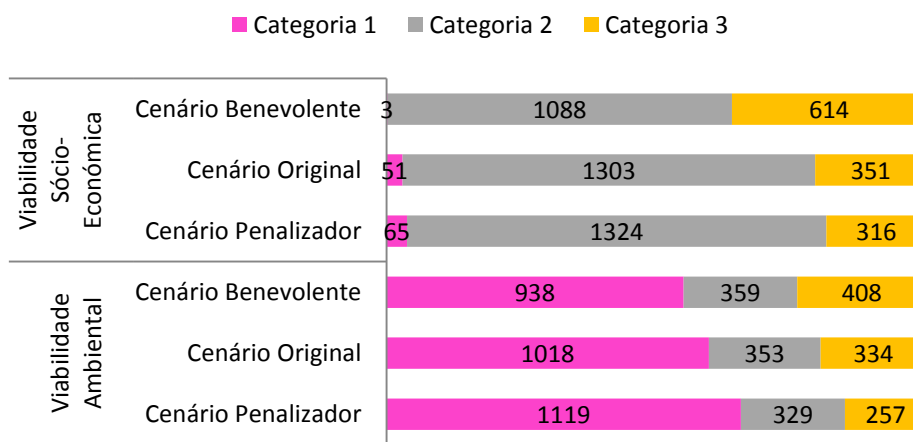 Categoria 1 Categoria 2 Categoria 3
Viabilidade
Sócio-
Económica
Cenário Benevolente 3 1088 614
Cenário Original 51 1303 351
Cenário Penalizador 65 1324 316
Viabilidade
Ambiental
Cenário Benevolente 938 359 408
Cenário Original 1018 353 334
Cenário Penalizador 1119 329 257